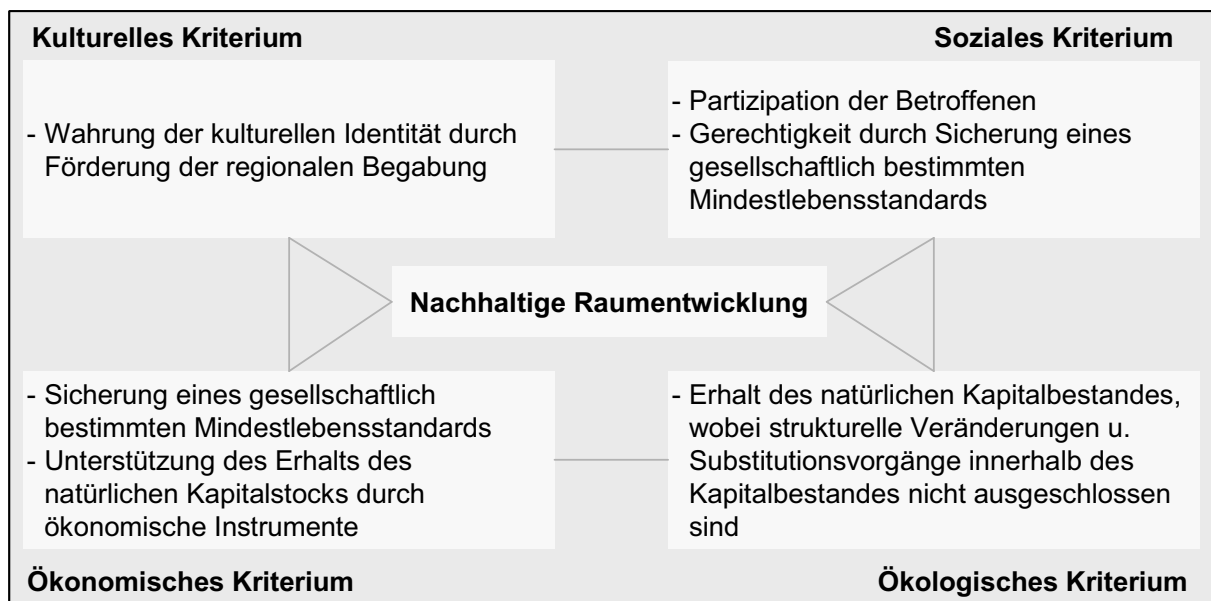 Kulturelles Kriterium
Soziales Kriterium
- Wahrung der kulturellen Identität durch
Förderung der regionalen Begabung
- Partizipation der Betroffenen
- Gerechtigkeit durch Sicherung eines
gesellschaftlich bestimmten
Mindestlebensstandards
Nachhaltige Raumentwicklung
- Sicherung eines gesellschaftlich
bestimmten Mindestlebensstandards
- Unterstützung des Erhalts des
natürlichen Kapitalstocks durch
ökonomische Instrumente
- Erhalt des natürlichen Kapitalbestandes,
wobei strukturelle Veränderungen u.
Substitutionsvorgänge innerhalb des
Kapitalbestandes nicht ausgeschlossen
sind
Ökonomisches Kriterium
Ökologisches Kriterium